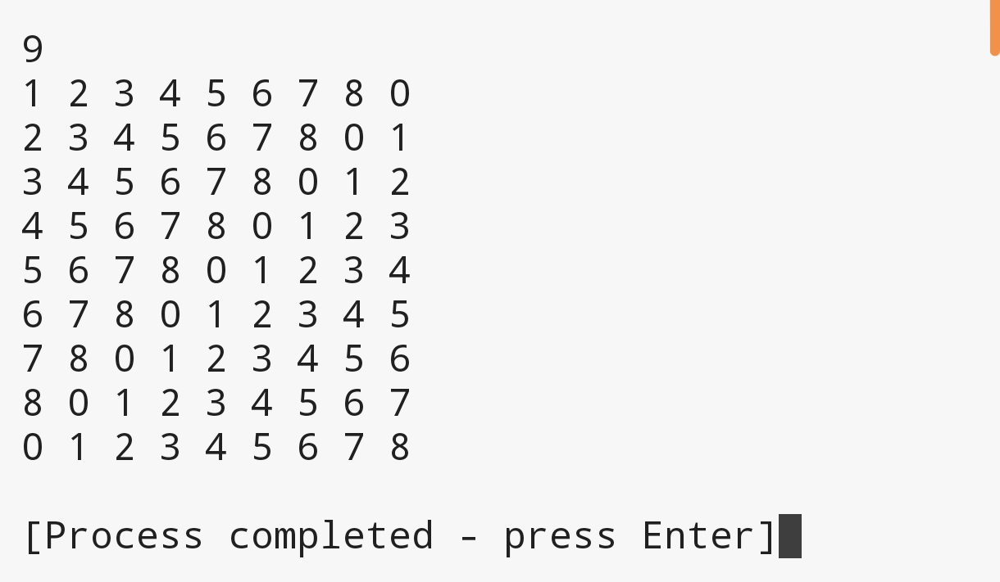 9
1 2 3 4 5 6 7 8 0
2 3 4 5 6 7 8 0 1
3 4 5 6 7 8 0 1 2
4 5 6 7 8 0 1 2 3
5 6 7 8 0 1 2 3 4
6 7 8 0 1 2 3 4 5
7 8 0 1 2 3 4 5 6
8 0 1 2 3 4 5 6 7
0 1 2 3 4 5 6 7 8
[Process completed - press Enter]